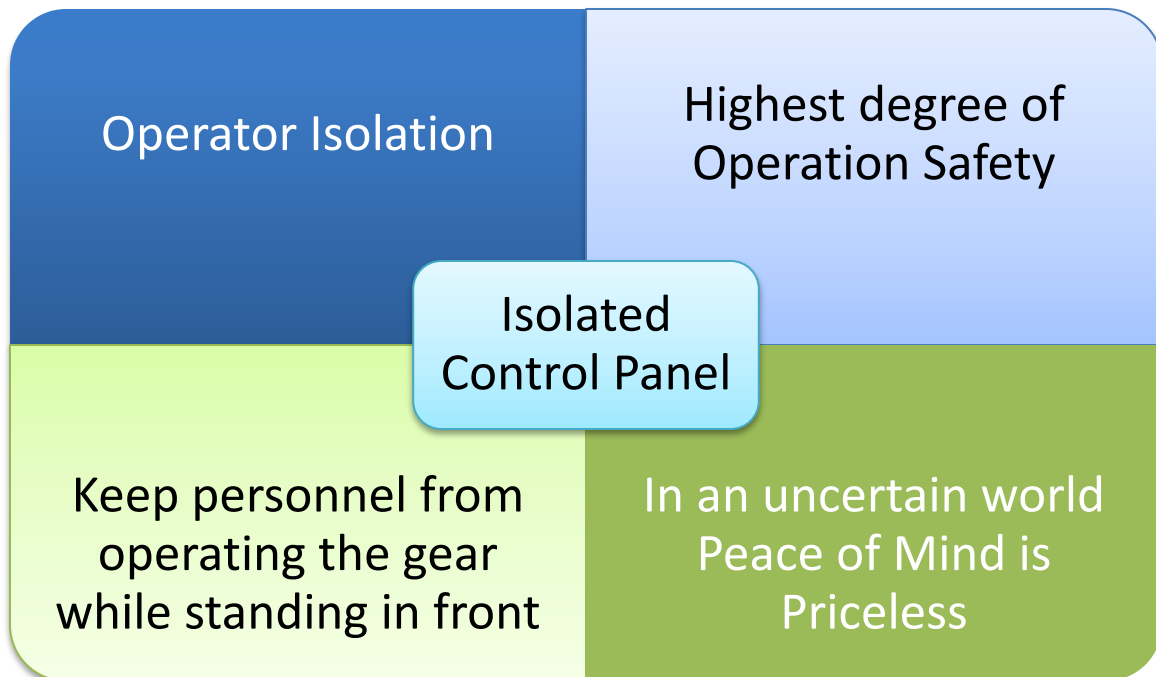 Operator Isolation
Highest degree of
Operation Safety
Isolated
Control Panel
Keep personnel from
operating the gear
while standing in front
In an uncertain world
Peace of Mind is
Priceless